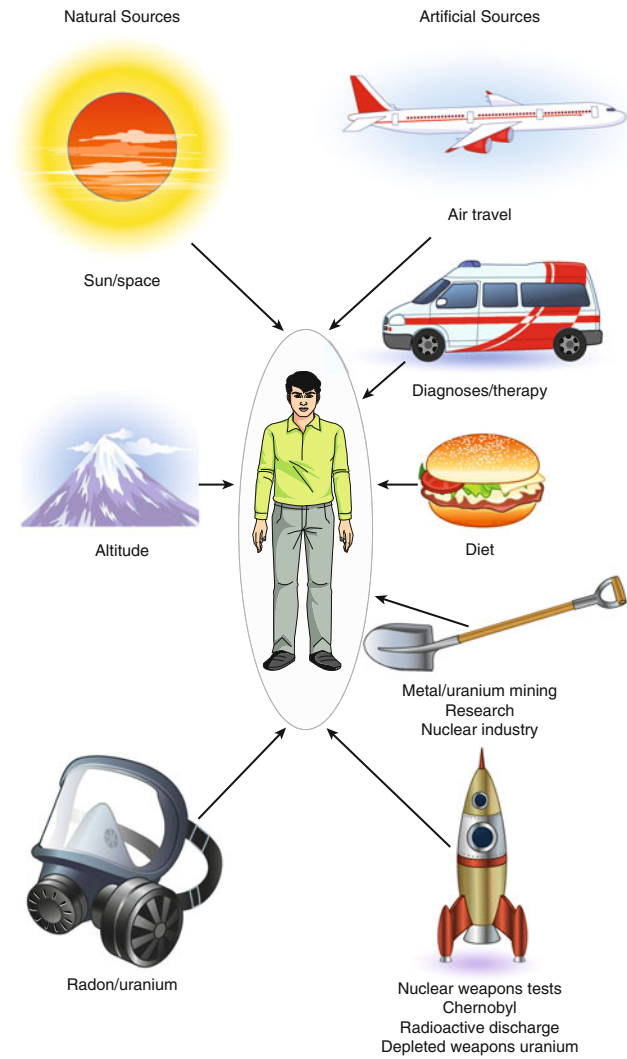 Natural Sources
Artificial Sources
Air travel
Sun/space
Diagnoses/therapy
Altitude
Diet
Metal/uranium mining
Research
Nuclear industry
Radon/uranium
Nuclear weapons tests
Chernobyl
Radioactive discharge
Depleted weapons uranium